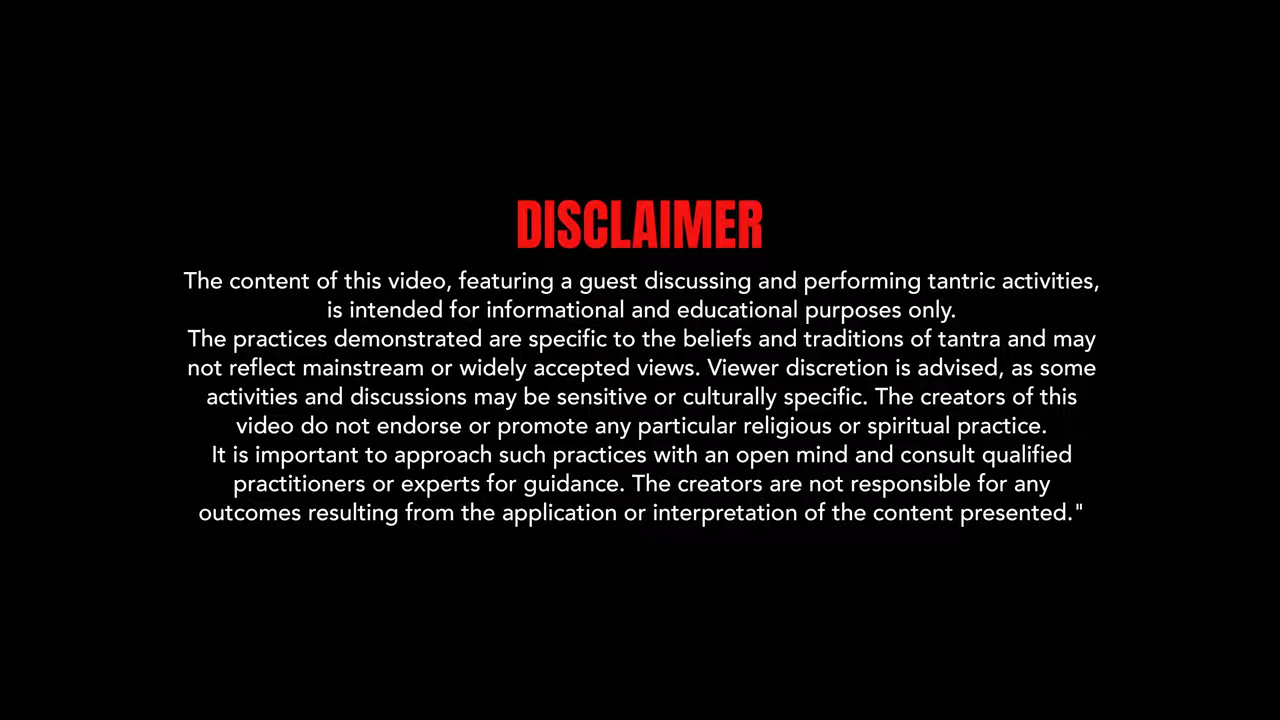 DISCLAIMER
The content of this video, featuring a guest discussing and performing tantric activities,
is intended for informational and educational purposes only.
The practices demonstrated are specific to the beliefs and traditions of tantra and may
not reflect mainstream or widely accepted views. Viewer discretion is advised, as some
activities and discussions may be sensitive or culturally specific. The creators of this
video do not endorse or promote any particular religious or spiritual practice.
It is important to approach such practices with an open mind and consult qualified
practitioners or experts for guidance. The creators are not responsible for any
outcomes resulting from the application or interpretation of the content presented."